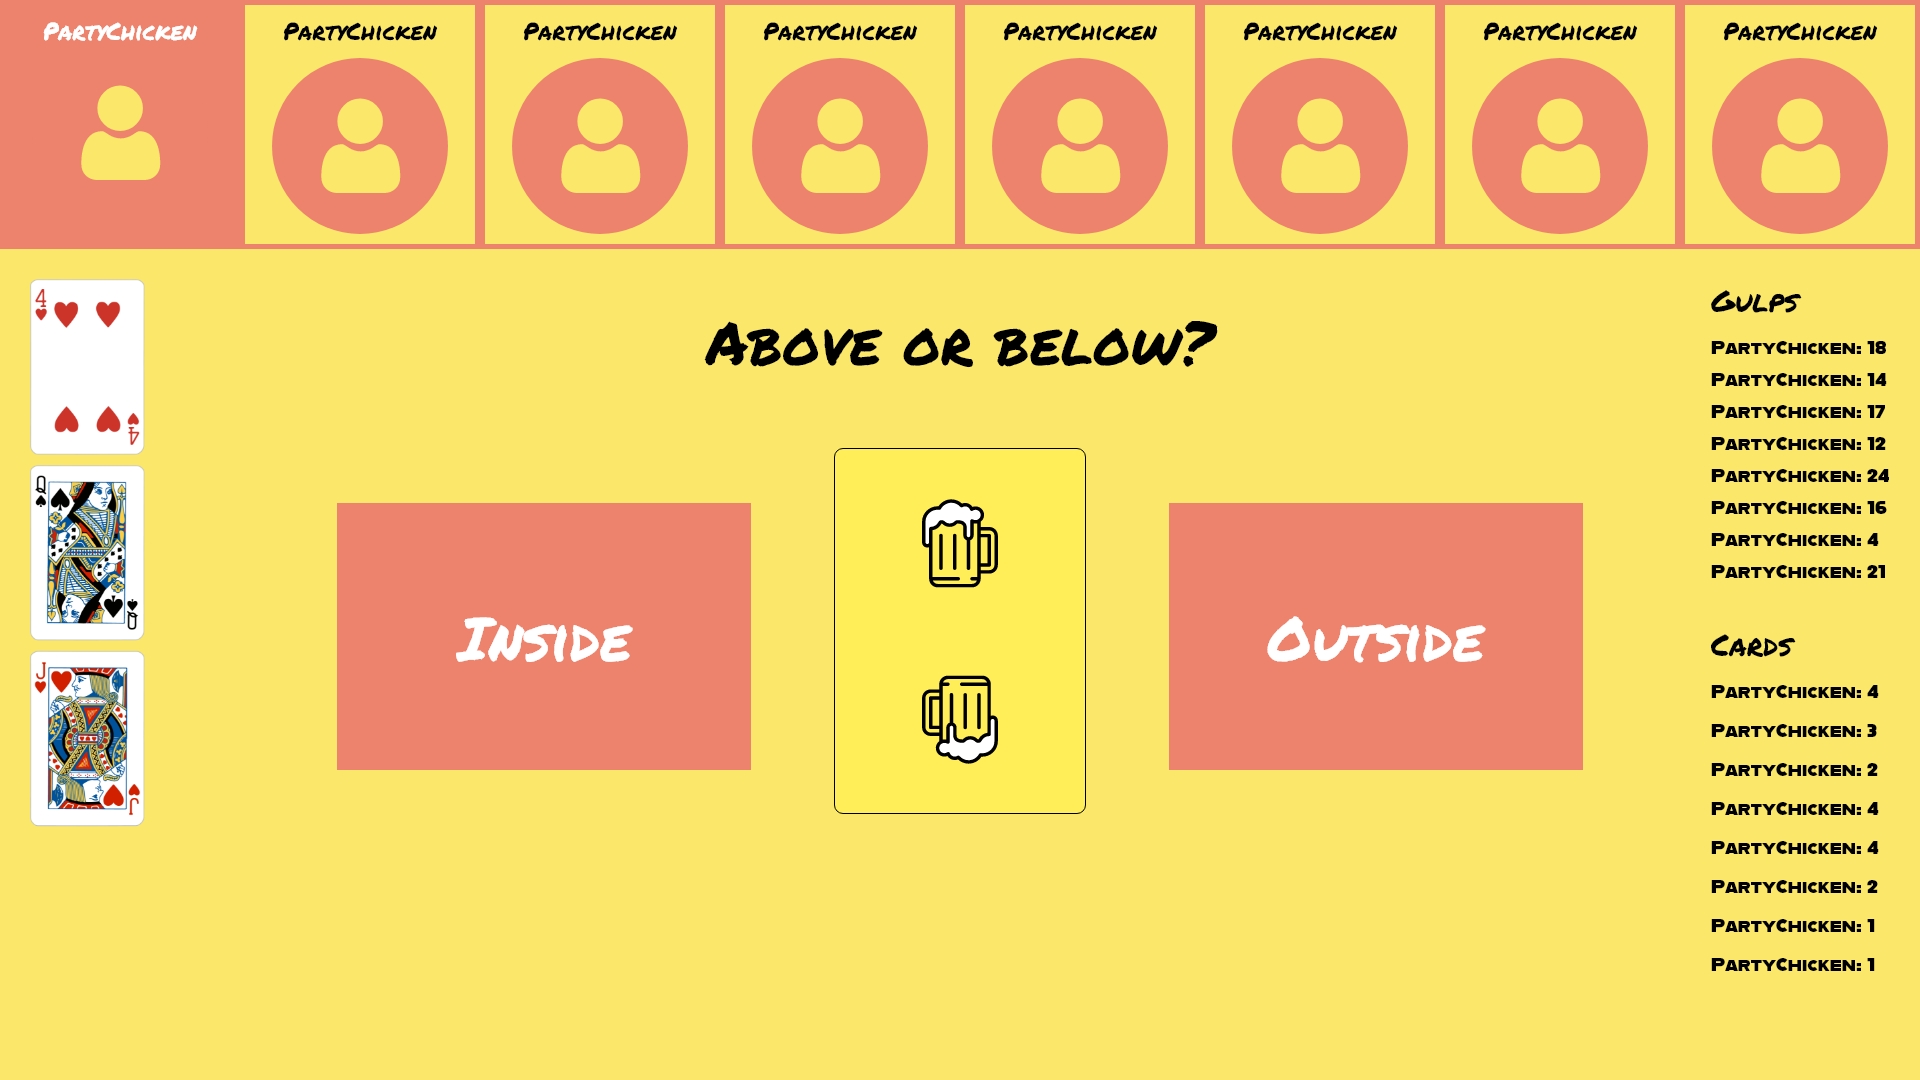 PartyChicken
PartyChicken
PartyChicken
PartyChicken
PartyChicken
PartyChicken
PartyChicken
PartyChicken
4
4
Q
Q
J
J
Above or below?
Inside
Outside
Gulps
PartyChicken: 18
PartyChicken: 14
PartyChicken: 17
PartyChicken: 12
PartyChicken: 24
PartyChicken: 16
PartyChicken: 4
PartyChicken: 21
Cards
PartyChicken: 4
PartyChicken: 3
PartyChicken: 2
PartyChicken: 4
PartyChicken: 4
PartyChicken: 2
PartyChicken: 1
PartyChicken: 1